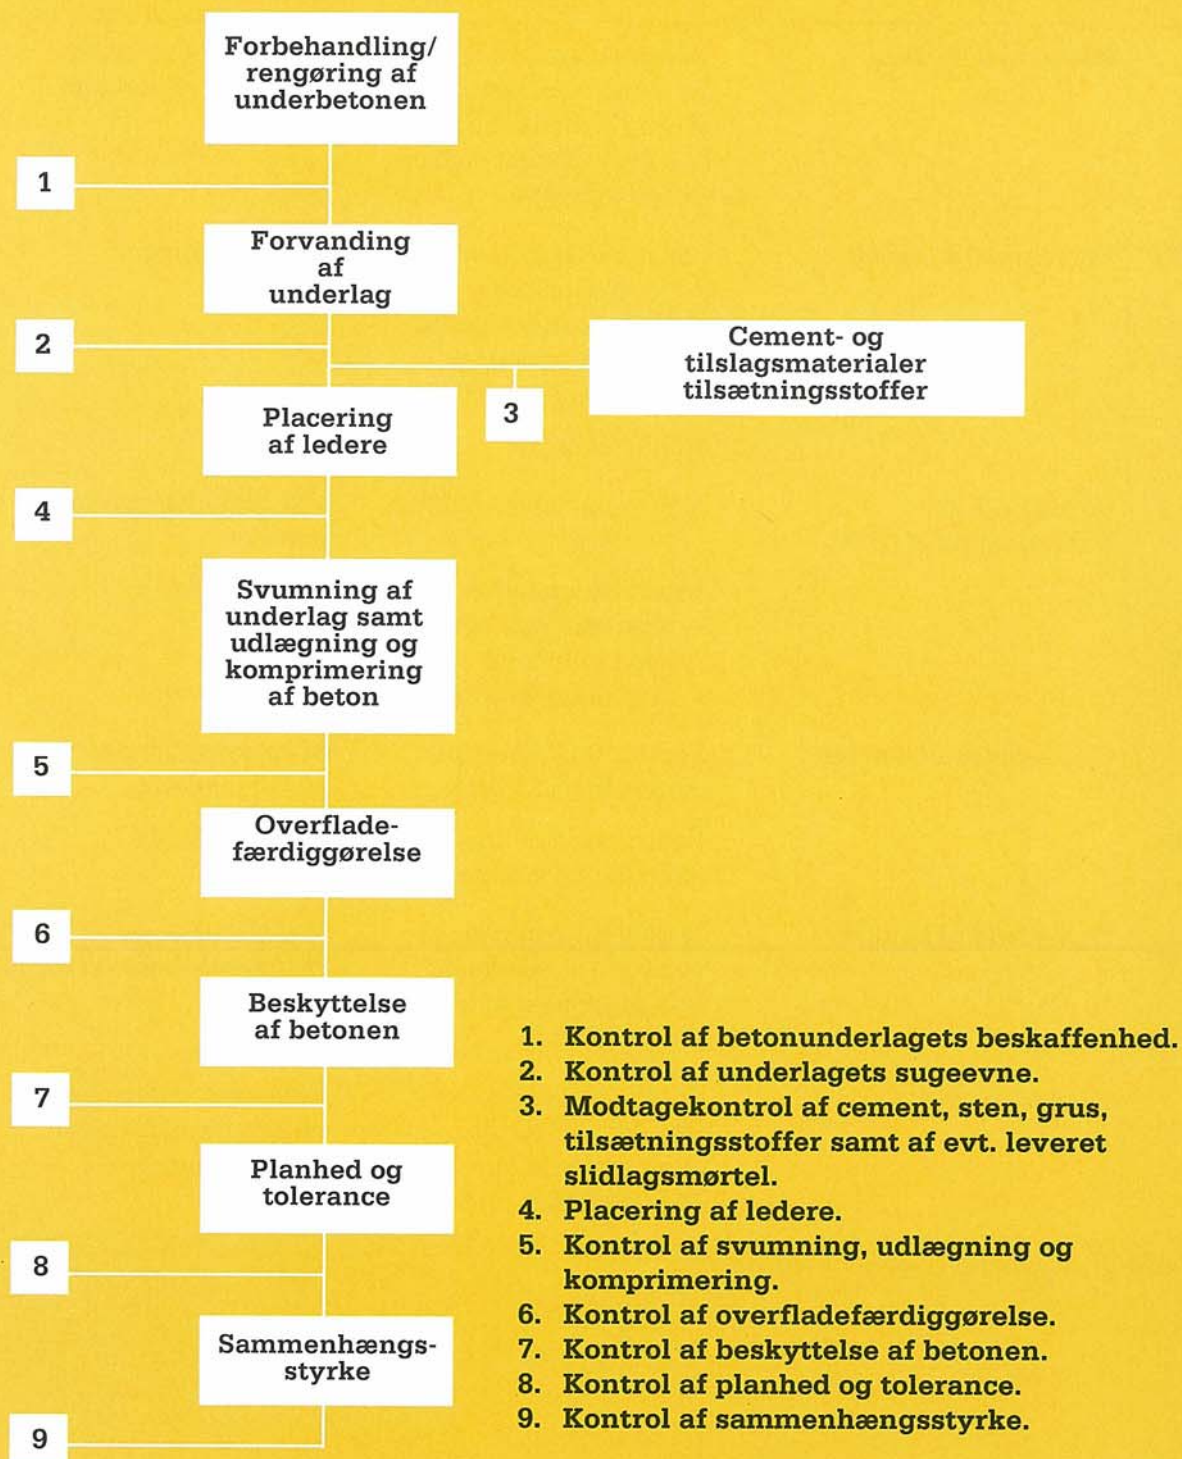 Forbehandling/
rengøring af
underbetonen
1
Forvanding
af
underlag
2
Cement- og
tilslagsmaterialer
tilsætningsstoffer
3
Placering
af ledere
4
Svumning af
underlag samt
udlægning og
komprimering
af beton
5
Overflade-
færdiggørelse
6
Beskyttelse
af betonen
7
Planhed og
tolerance
8
Sammenhængs-
styrke
9
1. Kontrol af betonunderlagets beskaffenhed.
2. Kontrol af underlagets sugeevne.
3. Modtagekontrol af cement, sten, grus,
tilsætningsstoffer samt af evt. leveret
slidlagsmørtel.
4. Placering af ledere.
5. Kontrol af svumning, udlægning og
komprimering.
6. Kontrol af overfladefærdiggørelse.
7. Kontrol af beskyttelse af betonen.
8. Kontrol af planhed og tolerance.
9. Kontrol af sammenhængsstyrke.